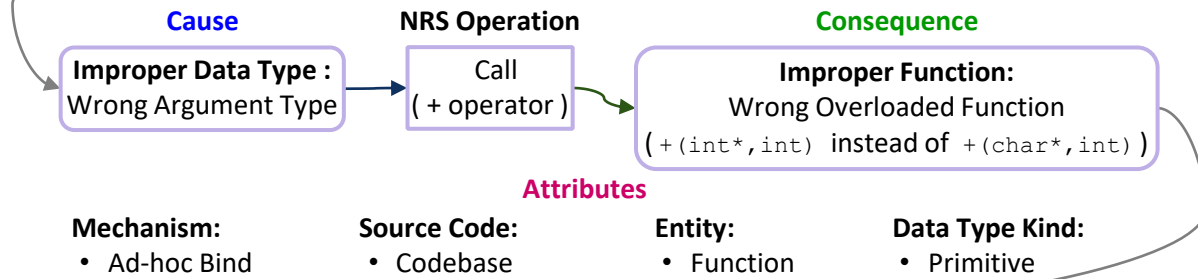 Cause NRS Operation Consequence
Improper Data Type :
Wrong Argument Type
Call
( + operator )
Improper Function:
Wrong Overloaded Function
( +(int*,int) instead of +(char*,int) )
Attributes
Mechanism: Source Code: Entity: Data Type Kind:
• Ad-hoc Bind • Codebase • Function • Primitive